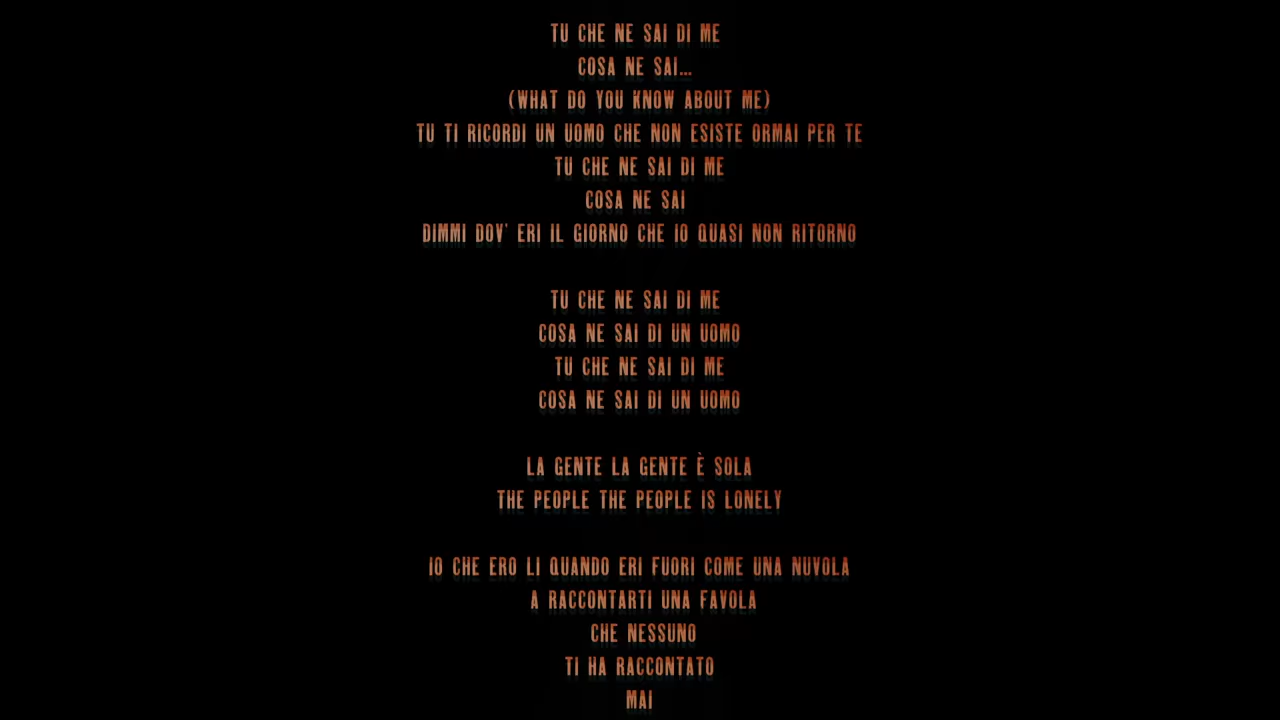 TU CHE NE SAI DI ME
COSA NE SAI...
(WHAT DO YOU KNOW ABOUT ME)
TU TI RICORDI UN UOMO CHE NON ESISTE ORMAI PER TE
TU CHE NE SAI DI ME
COSA NE SAI
DIMMI DOV' ERI IL GIORNO CHE IO QUASI NON RITORNO
TU CHE NE SAI DI ME
COSA NE SAI DI UN UOMO
TU CHE NE SAI DI ME
COSA NE SAI DI UN UOMO
LA GENTE LA GENTE È SOLA
THE PEOPLE THE PEOPLE IS LONELY
IO CHE ERO LI QUANDO ERI FUORI COME UNA NUVOLA
A RACCONTARTI UNA FAVOLA
CHE NESSUNO
TI HA RACCONTATO
MAI